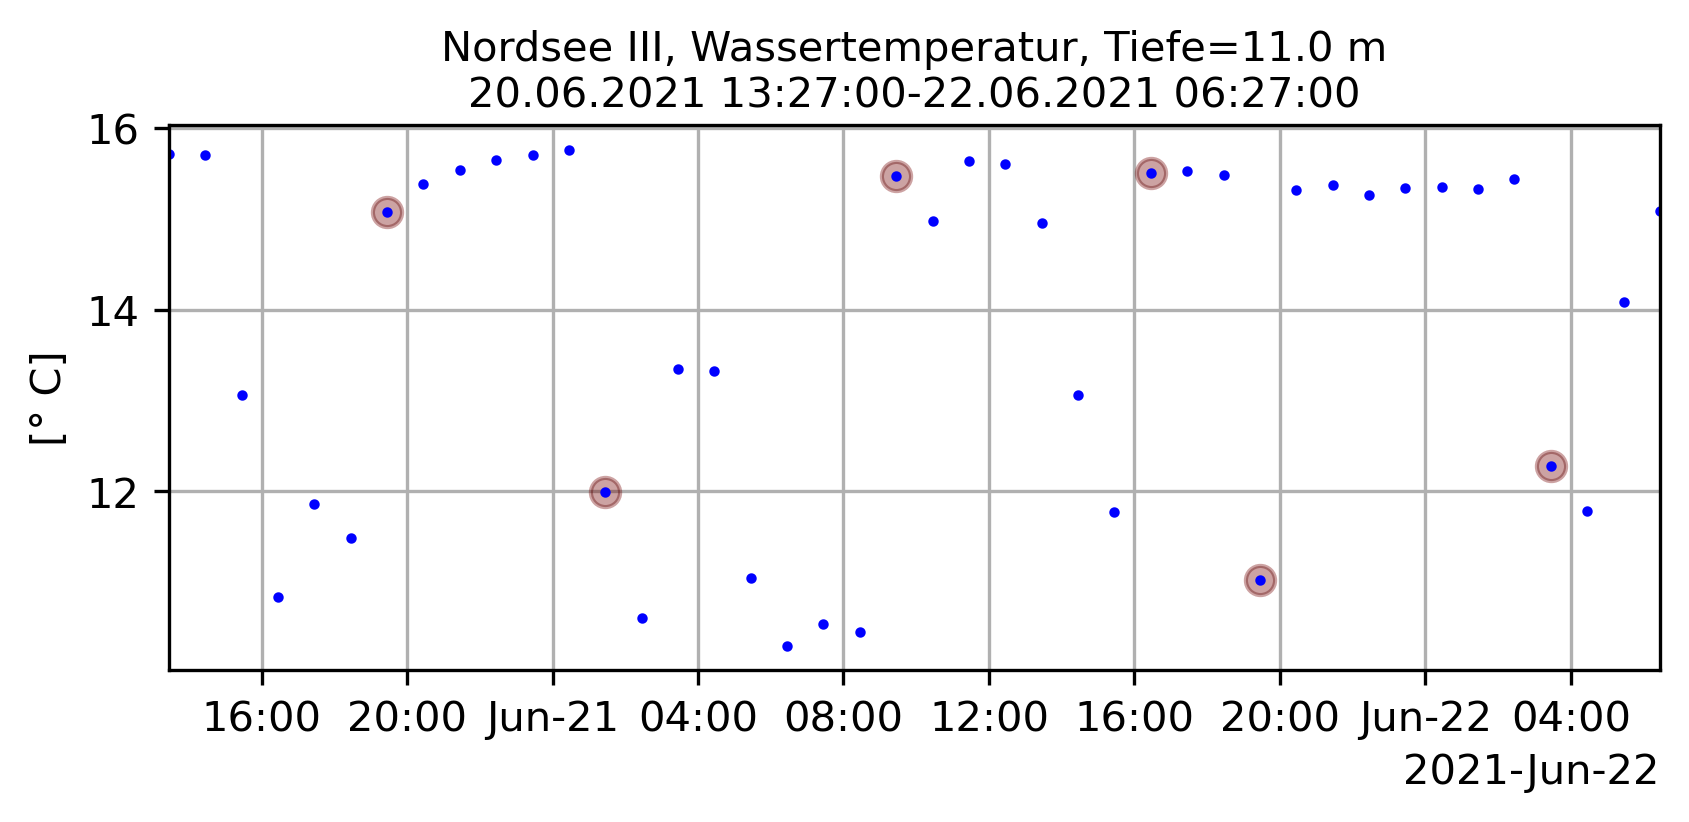 Nordsee III, Wassertemperatur, Tiefe=11.0 m
20.06.2021 13:27:00-22.06.2021 06:27:00
16
14
12
[° C]
16:00 20:00 Jun-21 04:00 08:00 12:00 16:00 20:00 Jun-22 04:00
2021-Jun-22